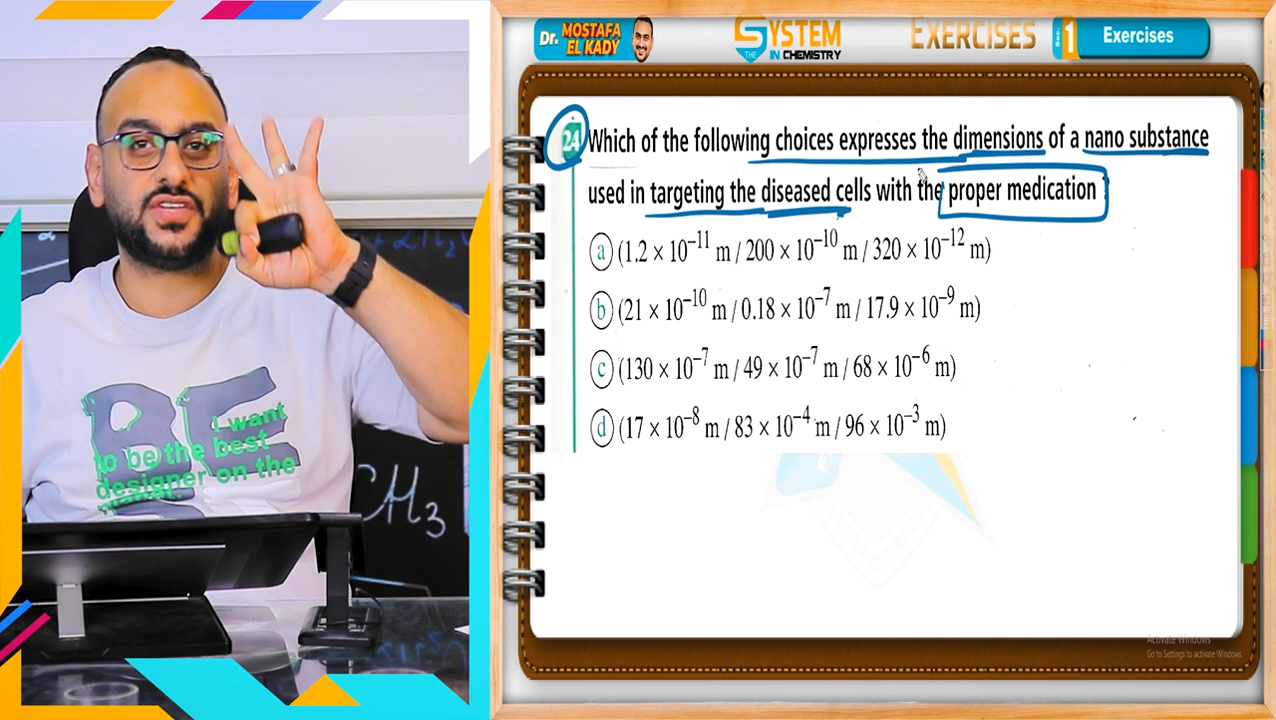 Dr. MOSTAFA
EL KADY
THE SYSTEM
IN CHEMISTRY
EXERCISES
Sec. 1
Exercises
24 Which of the following choices expresses the dimensions of a nano substance
used in targeting the diseased cells with the proper medication ?
a (1.2 × 10⁻¹¹ m / 200 × 10⁻¹⁰ m / 320 × 10⁻¹² m)
b (21 × 10⁻¹⁰ m / 0.18 × 10⁻⁷ m / 17.9 × 10⁻⁹ m)
c (130 × 10⁻⁷ m / 49 × 10⁻⁷ m / 68 × 10⁻⁶ m)
d (17 × 10⁻⁸ m / 83 × 10⁻⁴ m / 96 × 10⁻³ m)
BE
I want
to be the best
designer on the
CH₃
Activate Windows
Go to Settings to activate Windows.